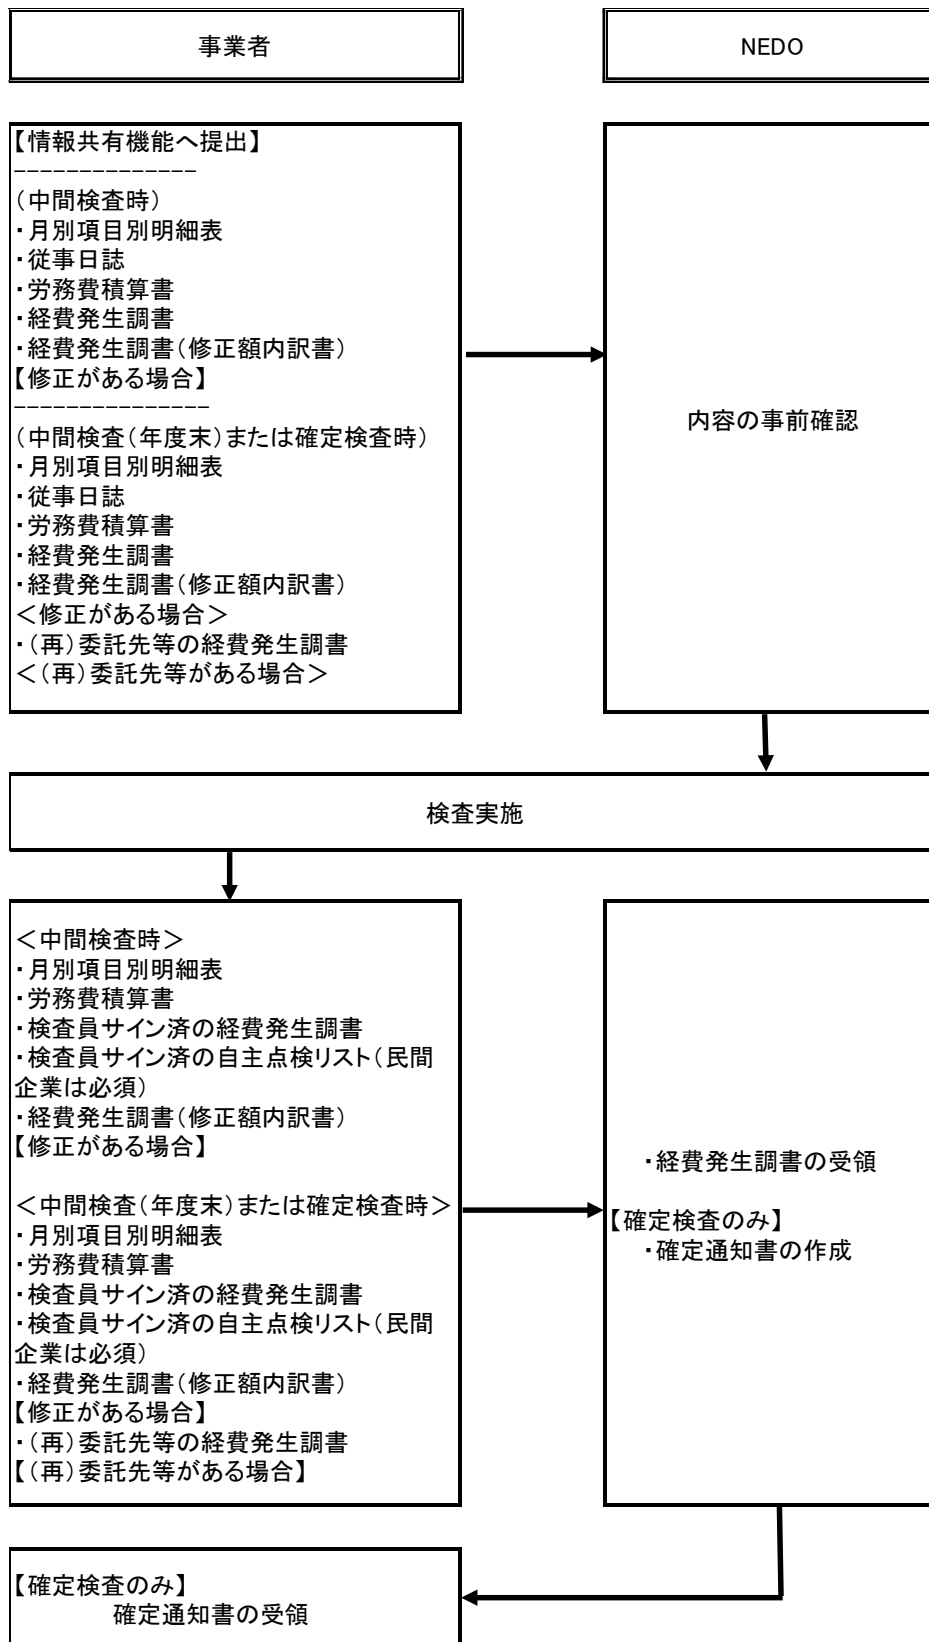 事業者
NEDO
【情報共有機能へ提出】
--------------
(中間検査時)
・月別項目別明細表
・従事日誌
・労務費積算書
・経費発生調書
・経費発生調書(修正額内訳書)
【修正がある場合】
---------------
(中間検査(年度末)または確定検査時)
・月別項目別明細表
・従事日誌
・労務費積算書
・経費発生調書
・経費発生調書(修正額内訳書)
＜修正がある場合＞
・(再)委託先等の経費発生調書
＜(再)委託先等がある場合＞
内容の事前確認
検査実施
＜中間検査時＞
・月別項目別明細表
・労務費積算書
・検査員サイン済の経費発生調書
・検査員サイン済の自主点検リスト(民間
企業は必須)
・経費発生調書(修正額内訳書)
【修正がある場合】
＜中間検査(年度末)または確定検査時＞
・月別項目別明細表
・労務費積算書
・検査員サイン済の経費発生調書
・検査員サイン済の自主点検リスト(民間
企業は必須)
・経費発生調書(修正額内訳書)
【修正がある場合】
・(再)委託先等の経費発生調書
【(再)委託先等がある場合】
・経費発生調書の受領
【確定検査のみ】
・確定通知書の作成
【確定検査のみ】
確定通知書の受領